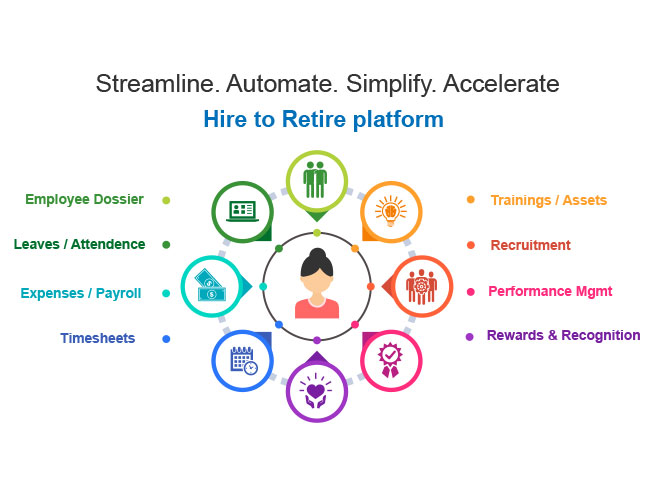 Streamline. Automate. Simplify. Accelerate
Hire to Retire platform
Employee Dossier
Leaves / Attendence
Expenses / Payroll
Timesheets
Trainings / Assets
Recruitment
Performance Mgmt
Rewards & Recognition